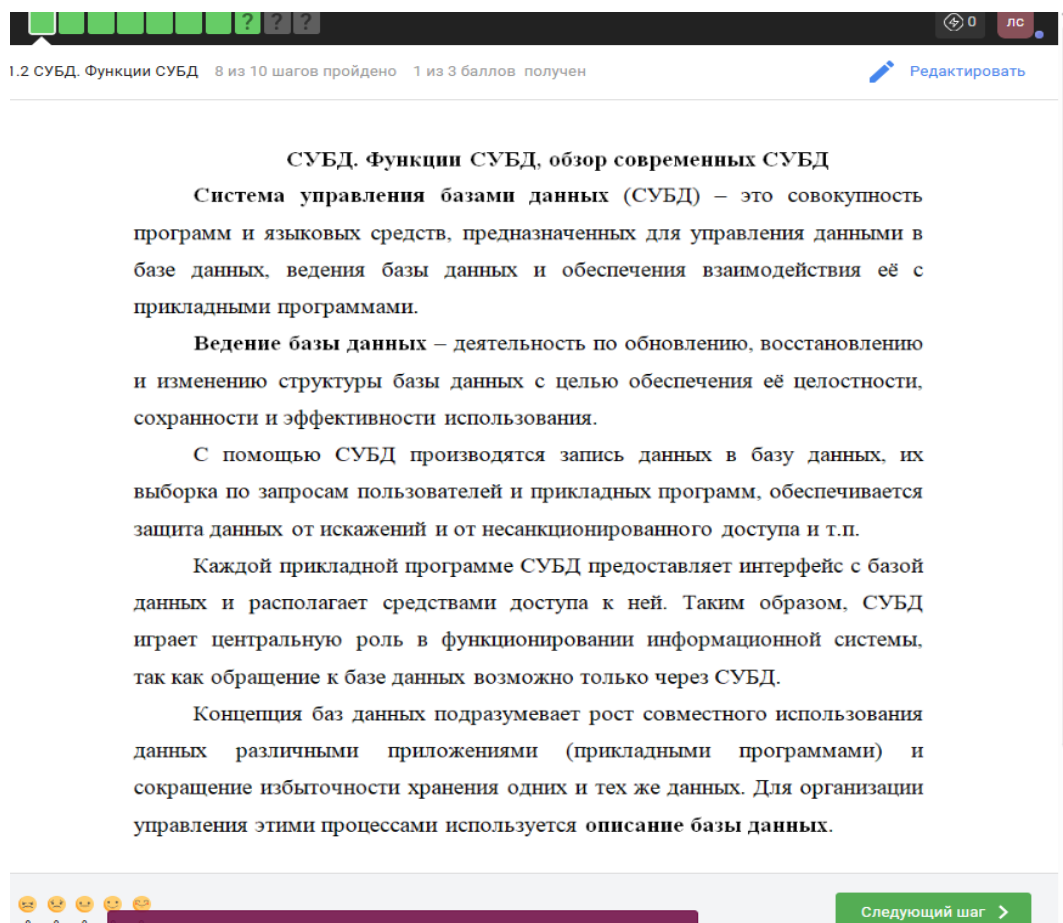 ? ? ?
0
ЛС
1.2 СУБД. Функции СУБД 8 из 10 шагов пройдено 1 из 3 баллов получен
Редактировать
СУБД. Функции СУБД, обзор современных СУБД
Система управления базами данных (СУБД) – это совокупность
программ и языковых средств, предназначенных для управления данными в
базе данных, ведения базы данных и обеспечения взаимодействия её с
прикладными программами.
Ведение базы данных – деятельность по обновлению, восстановлению
и изменению структуры базы данных с целью обеспечения её целостности,
сохранности и эффективности использования.
С помощью СУБД производятся запись данных в базу данных, их
выборка по запросам пользователей и прикладных программ, обеспечивается
защита данных от искажений и от несанкционированного доступа и т.п.
Каждой прикладной программе СУБД предоставляет интерфейс с базой
данных и располагает средствами доступа к ней. Таким образом, СУБД
играет центральную роль в функционировании информационной системы,
так как обращение к базе данных возможно только через СУБД.
Концепция баз данных подразумевает рост совместного использования
данных различными приложениями (прикладными программами) и
сокращение избыточности хранения одних и тех же данных. Для организации
управления этими процессами используется описание базы данных.
Следующий шаг